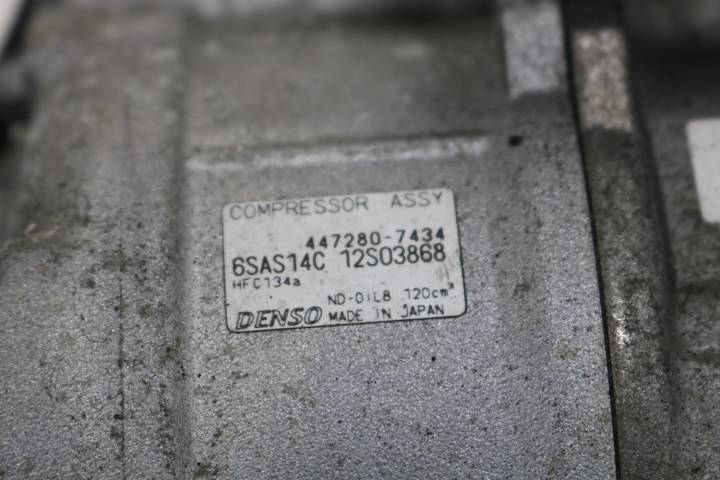 COMPRESSOR ASSY
447280-7434
6SAS14C 12S03868
HFC134a
ND-OIL8 120cm³
DENSO MADE IN JAPAN